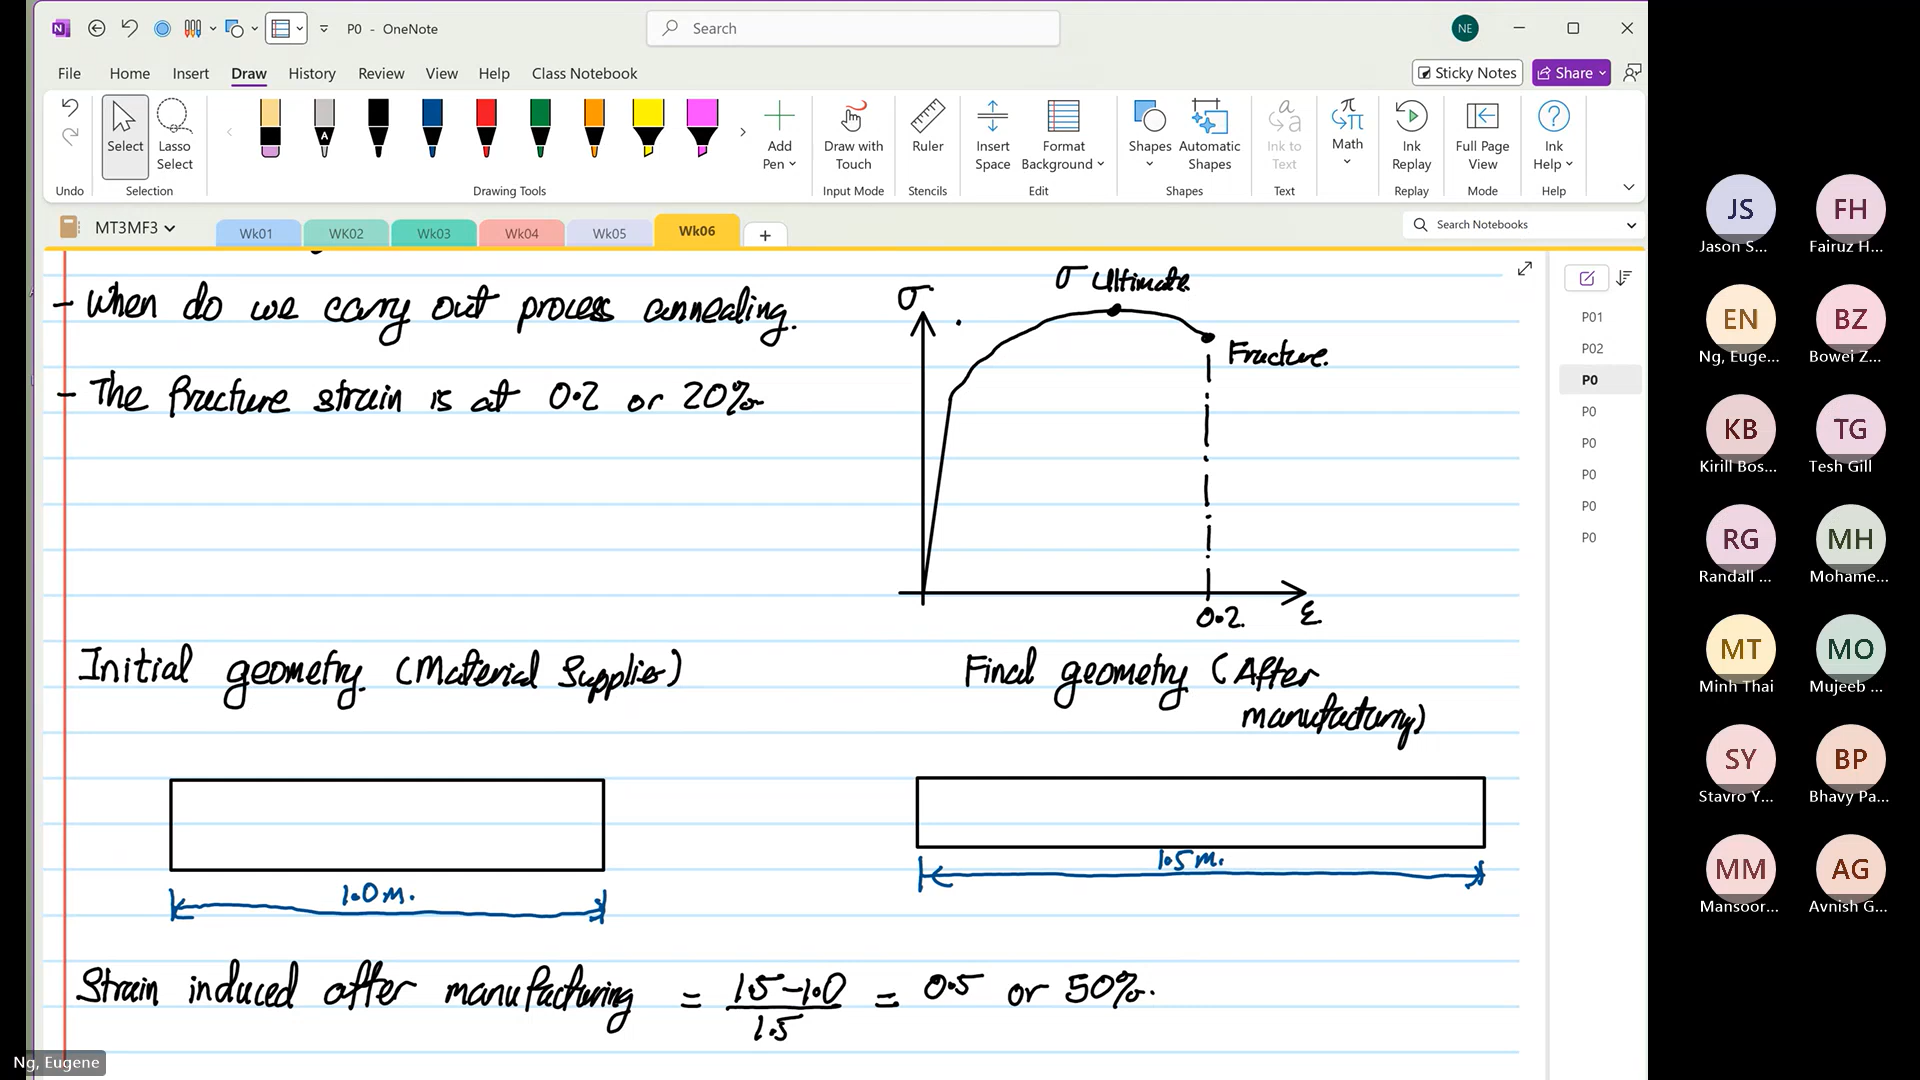 P0 - OneNote
Search
NE
File Home Insert Draw History Review View Help Class Notebook
Sticky Notes
Share
Select
Lasso Select
A
Add Pen
Draw with Touch
Ruler
Insert Space
Format Background
Shapes
Automatic Shapes
Ink to Text
Math
Ink Replay
Full Page View
Ink Help
Undo
Selection
Drawing Tools
Input Mode
Stencils
Edit
Shapes
Text
Replay
Mode
Help
MT3MF3
Wk01 WK02 Wk03 Wk04 Wk05 Wk06
Search Notebooks
P01
P02
P0
P0
P0
P0
P0
P0
- When do we carry out process annealing.
- The fracture strain is at 0.2 or 20%
σ
σ Ultimate
Fracture.
0.2
ε
Initial geometry. (Material Supplier)
Final geometry (After manufacturing)
1.0m.
1.5m.
Strain induced after manufacturing = 1.5-1.0 / 1.5 = 0.5 or 50%.
Ng, Eugene
JS
Jason S...
FH
Fairuz H...
EN
Ng, Euge...
BZ
Bowei Z...
KB
Kirill Bos...
TG
Tesh Gill
RG
Randall ...
MH
Mohame...
MT
Minh Thai
MO
Mujeeb ...
SY
Stavro Y...
BP
Bhavy Pa...
MM
Mansoor...
AG
Avnish G...